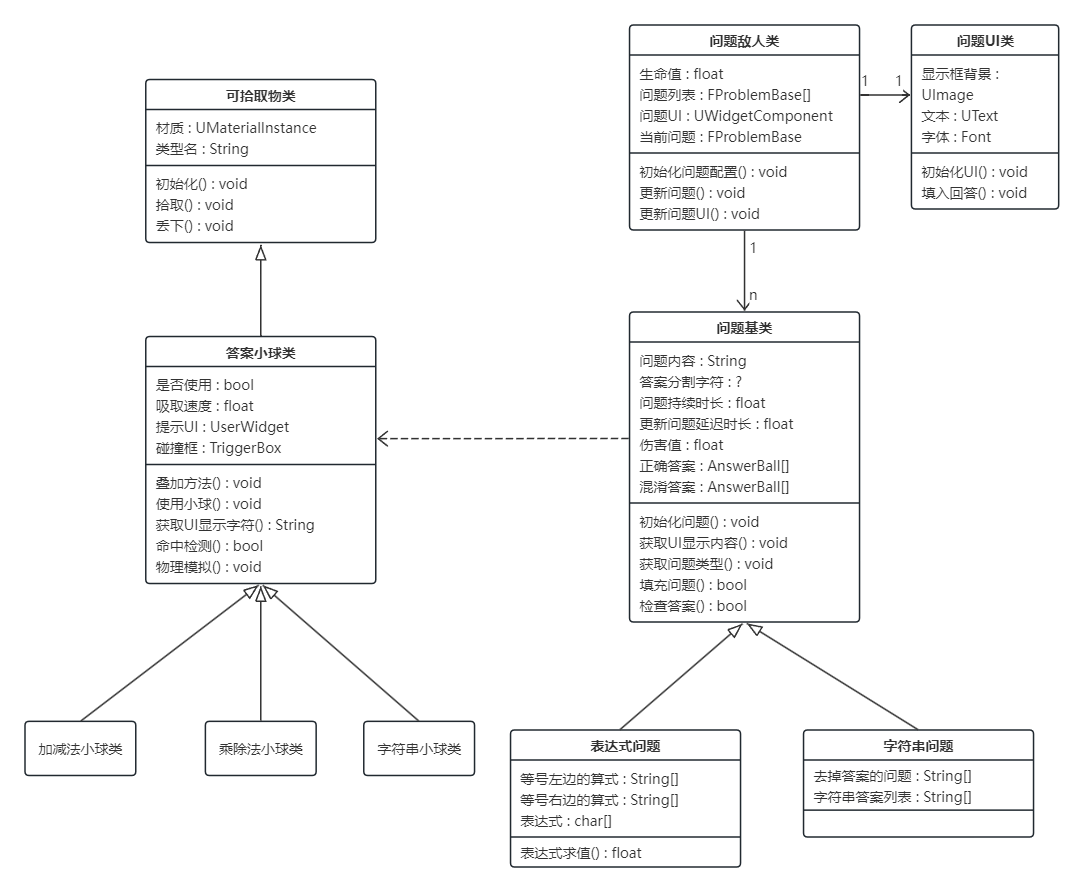 可拾取物类
材质 : UMaterialInstance
类型名 : String
初始化() : void
拾取() : void
丢下() : void
问题敌人类
生命值 : float
问题列表 : FProblemBase[]
问题UI : UWidgetComponent
当前问题 : FProblemBase
初始化问题配置() : void
更新问题() : void
更新问题UI() : void
1
1
问题UI类
显示框背景 :
UImage
文本 : UText
字体 : Font
初始化UI() : void
填入回答() : void
1
n
答案小球类
是否使用 : bool
吸取速度 : float
提示UI : UserWidget
碰撞框 : TriggerBox
叠加方法() : void
使用小球() : void
获取UI显示字符() : String
命中检测() : bool
物理模拟() : void
问题基类
问题内容 : String
答案分割字符 : ?
问题持续时长 : float
更新问题延迟时长 : float
伤害值 : float
正确答案 : AnswerBall[]
混淆答案 : AnswerBall[]
初始化问题() : void
获取UI显示内容() : void
获取问题类型() : void
填充问题() : bool
检查答案() : bool
加减法小球类
乘除法小球类
字符串小球类
表达式问题
等号左边的算式 : String[]
等号右边的算式 : String[]
表达式 : char[]
表达式求值() : float
字符串问题
去掉答案的问题 : String[]
字符串答案列表 : String[]